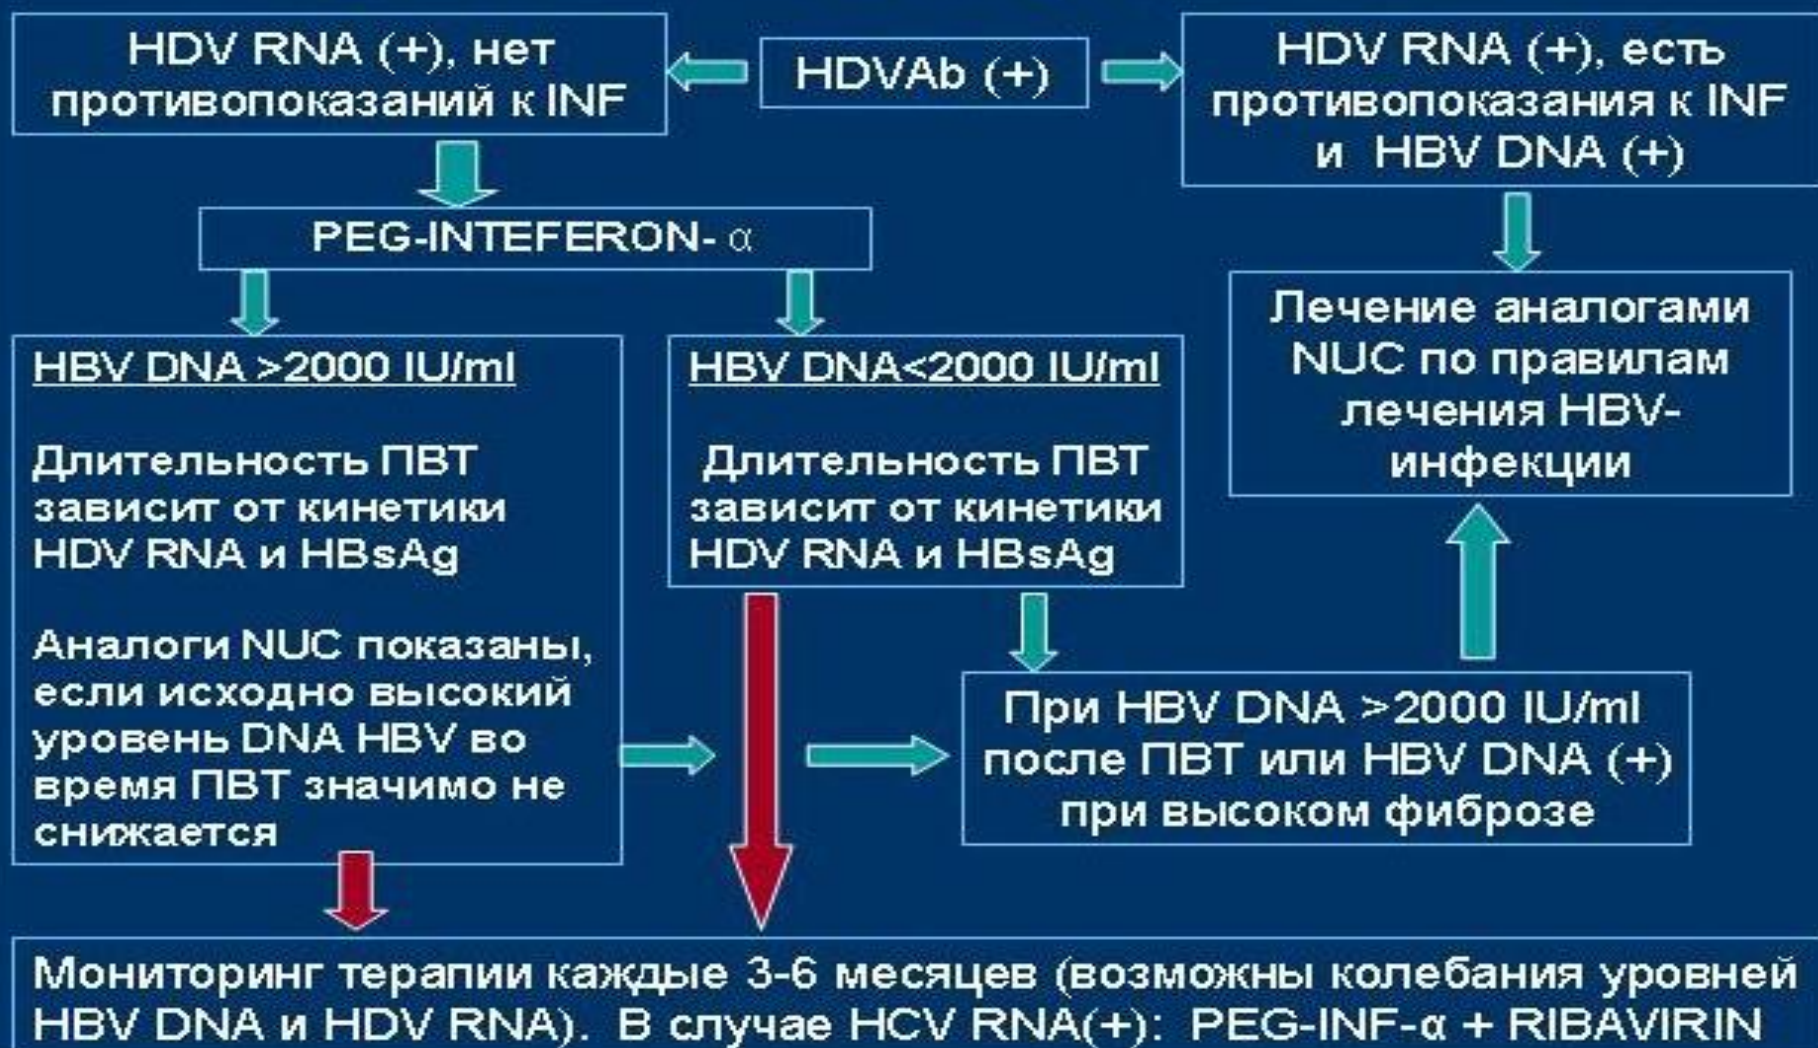 HDV RNA (+), нет
противопоказаний к INF
HDVAb (+)
HDV RNA (+), есть
противопоказания к INF
и HBV DNA (+)
PEG-INTEFERON- α
HBV DNA >2000 IU/ml
Длительность ПВТ
зависит от кинетики
HDV RNA и HBsAg
Аналоги NUC показаны,
если исходно высокий
уровень DNA HBV во
время ПВТ значимо не
снижается
HBV DNA<2000 IU/ml
Длительность ПВТ
зависит от кинетики
HDV RNA и HBsAg
Лечение аналогами
NUC по правилам
лечения HBV-
инфекции
При HBV DNA >2000 IU/ml
после ПВТ или HBV DNA (+)
при высоком фиброзе
Мониторинг терапии каждые 3-6 месяцев (возможны колебания уровней
HBV DNA и HDV RNA). В случае HCV RNA(+): PEG-INF-α + RIBAVIRIN